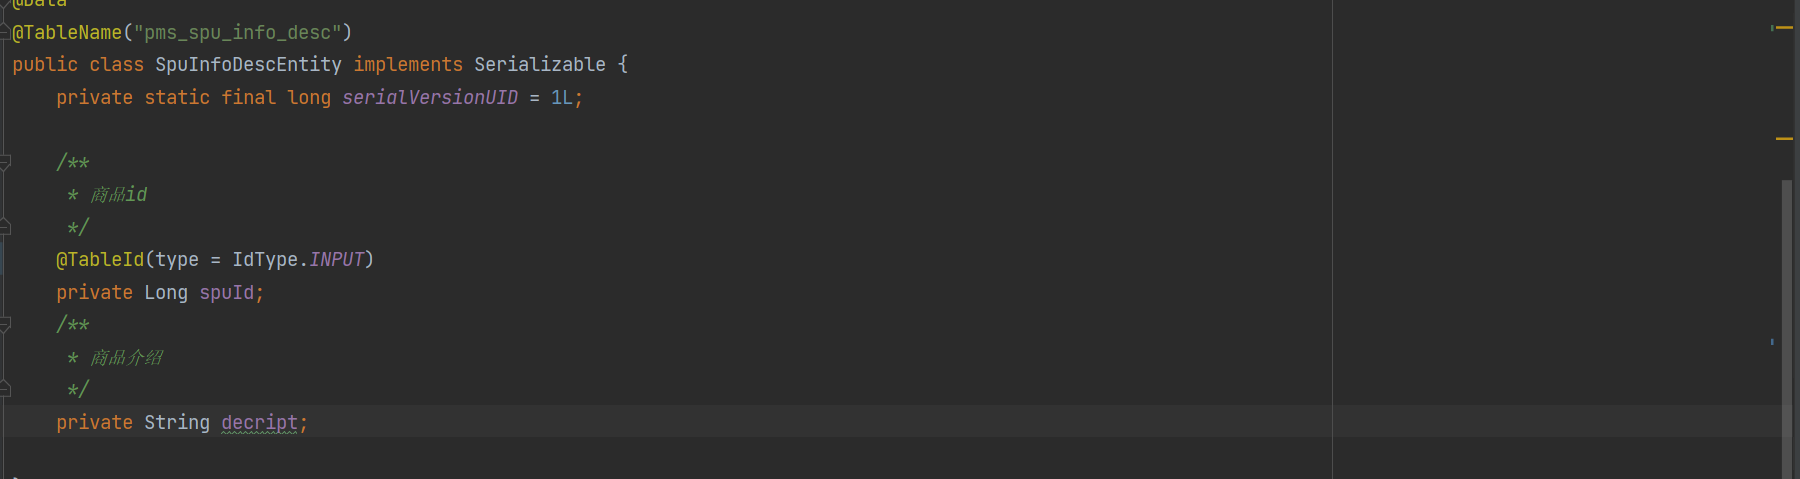 @Data
@TableName("pms_spu_info_desc")
public class SpuInfoDescEntity implements Serializable {
private static final long serialVersionUID = 1L;
/**
* 商品id
*/
@TableId(type = IdType.INPUT)
private Long spuId;
/**
* 商品介绍
*/
private String decript;